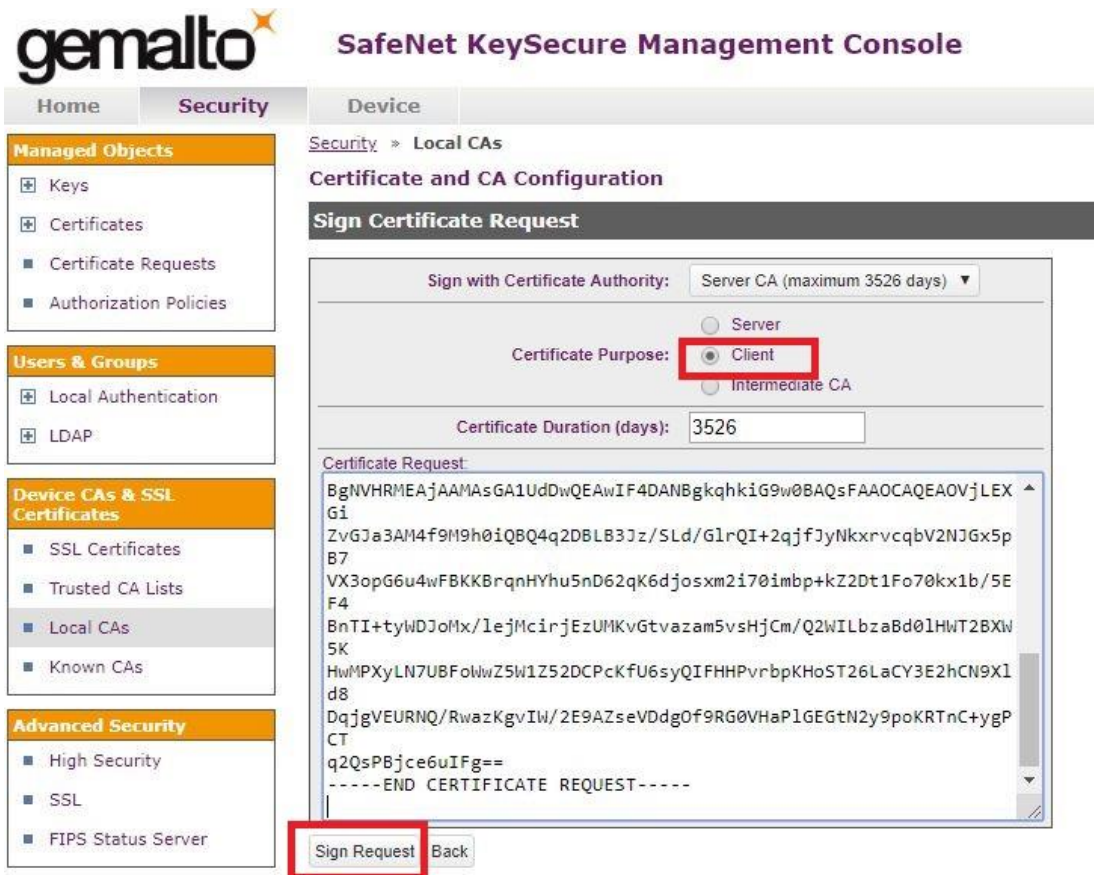 gemalto
SafeNet KeySecure Management Console
Home Security Device
Managed Objects
Keys
Certificates
Certificate Requests
Authorization Policies
Users & Groups
Local Authentication
LDAP
Device CAs & SSL
Certificates
SSL Certificates
Trusted CA Lists
Local CAs
Known CAs
Advanced Security
High Security
SSL
FIPS Status Server
Security » Local CAs
Certificate and CA Configuration
Sign Certificate Request
Sign with Certificate Authority: Server CA (maximum 3526 days)
Certificate Purpose:
Server
Client
Intermediate CA
Certificate Duration (days): 3526
Certificate Request:
BgNVHRMEAjAAMAsGA1UdDwQEAwIF4DANBgkqhkiG9w0BAQsFAAOCAQEAOVjLEX
Gi
ZvGJa3AM4f9M9h0iQBQ4q2DBLB3Jz/SLd/GlrQI+2qjfJyNkxrvcqbV2NJGx5p
B7
VX3opG6u4wFBKKBrqnHYhu5nD62qK6djosxm2i70imbp+kZ2Dt1Fo70kx1b/5E
F4
BnTI+tyWDJoMx/lejMcirjEzUMKvGtvazam5vsHjCm/Q2WILbzaBd0lHWT2BXW
5K
HwMPXyLN7UBFoWwZ5W1Z52DCPcKfU6syQIFHHPvrbpKHoST26LaCY3E2hCN9Xl
d8
DqjgVEURNQ/RwazKgvIW/2E9AZseVDdgOf9RG0VHaPlGEGtN2y9poKRTnC+ygP
CT
q2QsPBjce6uIFg==
-----END CERTIFICATE REQUEST-----
Sign Request Back